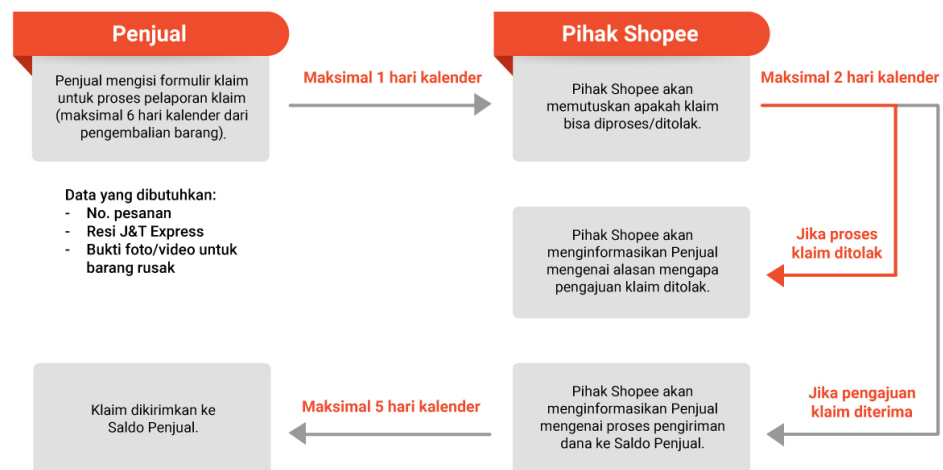 Penjual
Pihak Shopee
Penjual mengisi formulir klaim
untuk proses pelaporan klaim
(maksimal 6 hari kalender dari
pengembalian barang).
Maksimal 1 hari kalender
Pihak Shopee akan
memutuskan apakah klaim
bisa diproses/ditolak.
Maksimal 2 hari kalender
Data yang dibutuhkan:
- No. pesanan
- Resi J&T Express
- Bukti foto/video untuk
barang rusak
Pihak Shopee akan
menginformasikan Penjual
mengenai alasan mengapa
pengajuan klaim ditolak.
Jika proses
klaim ditolak
Klaim dikirimkan ke
Saldo Penjual.
Maksimal 5 hari kalender
Pihak Shopee akan
menginformasikan Penjual
mengenai proses pengiriman
dana ke Saldo Penjual.
Jika pengajuan
klaim diterima